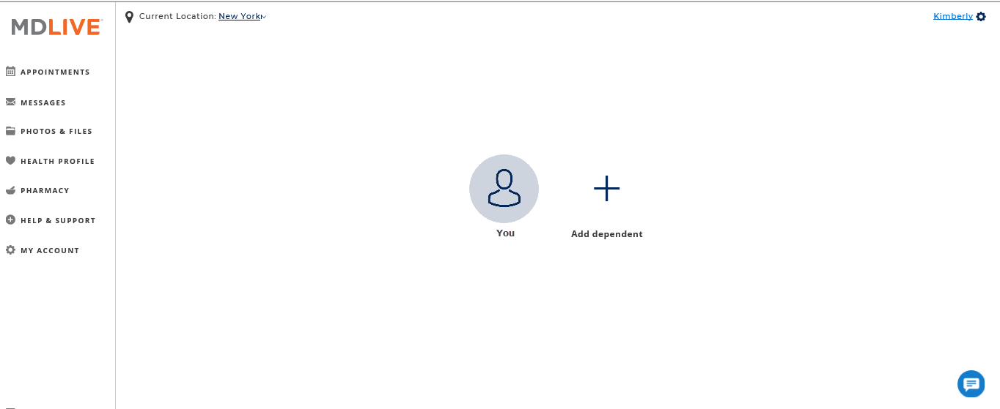 MDLIVE
Current Location: New York
Kimberly
APPOINTMENTS
MESSAGES
PHOTOS & FILES
HEALTH PROFILE
PHARMACY
HELP & SUPPORT
MY ACCOUNT
You
Add dependent